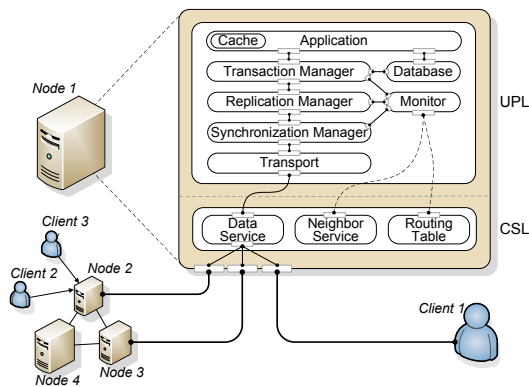 Cache
Application
Node 1
Transaction Manager
Database
UPL
Replication Manager
Monitor
Synchronization Manager
Transport
Client 3
Data
Service
Neighbor
Service
Routing
Table
CSL
Node 2
Client 2
Client 1
Node 4
Node 3